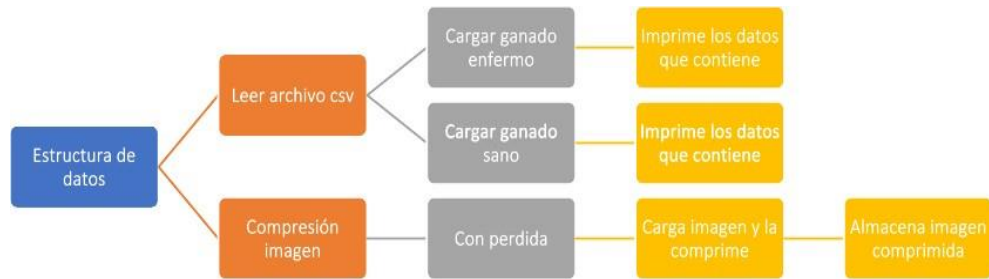 Estructura de
datos
Leer archivo csv
Cargar ganado
enfermo
Imprime los datos
que contiene
Cargar ganado
sano
Imprime los datos
que contiene
Compresión
imagen
Con perdida
Carga imagen y la
comprime
Almacena imagen
comprimida